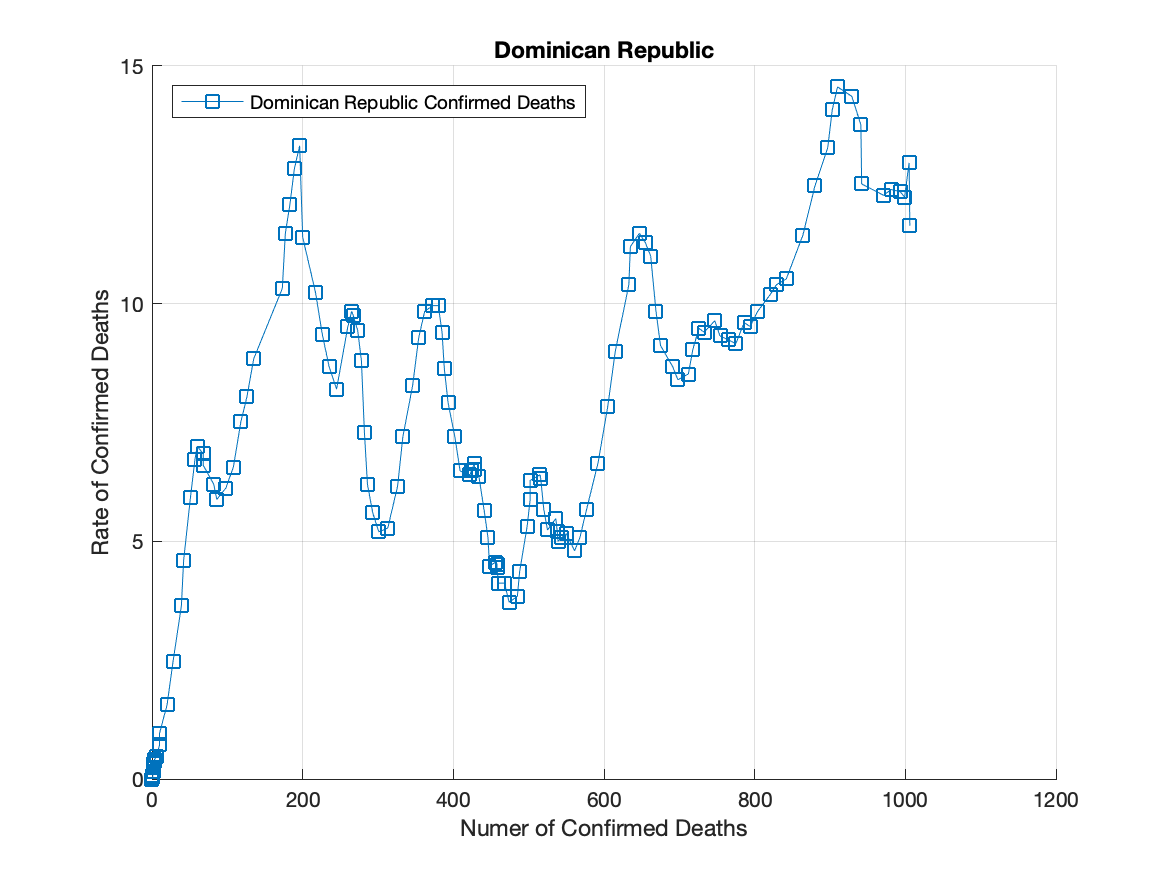 Dominican Republic
Dominican Republic Confirmed Deaths
Rate of Confirmed Deaths
15
10
5
0
0 200 400 600 800 1000 1200
Numer of Confirmed Deaths